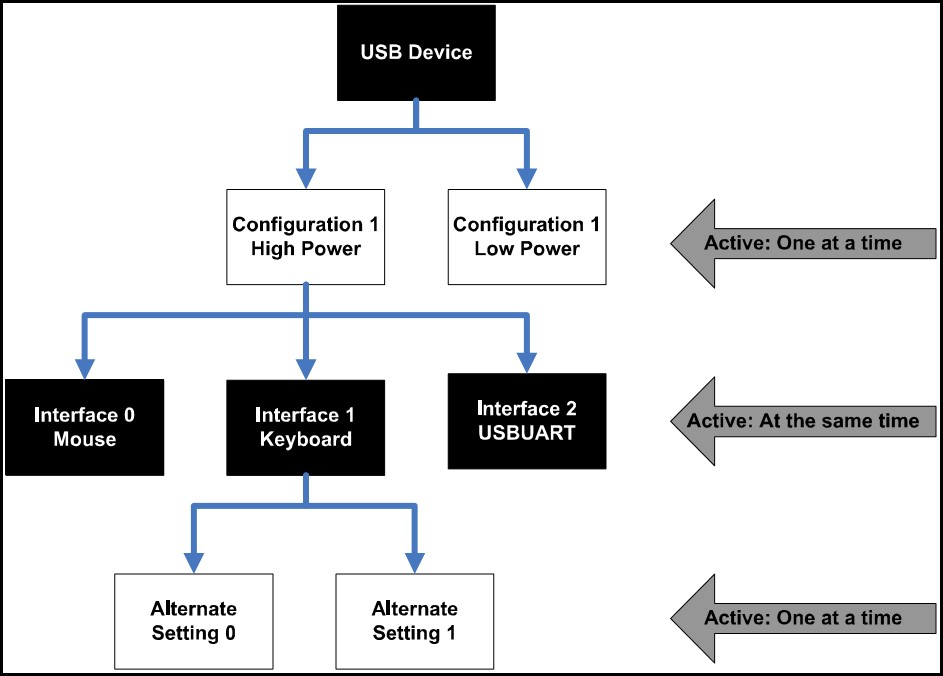 USB Device
Configuration 1
High Power
Configuration 1
Low Power
Active: One at a time
Interface 0
Mouse
Interface 1
Keyboard
Interface 2
USBUART
Active: At the same time
Alternate
Setting 0
Alternate
Setting 1
Active: One at a time